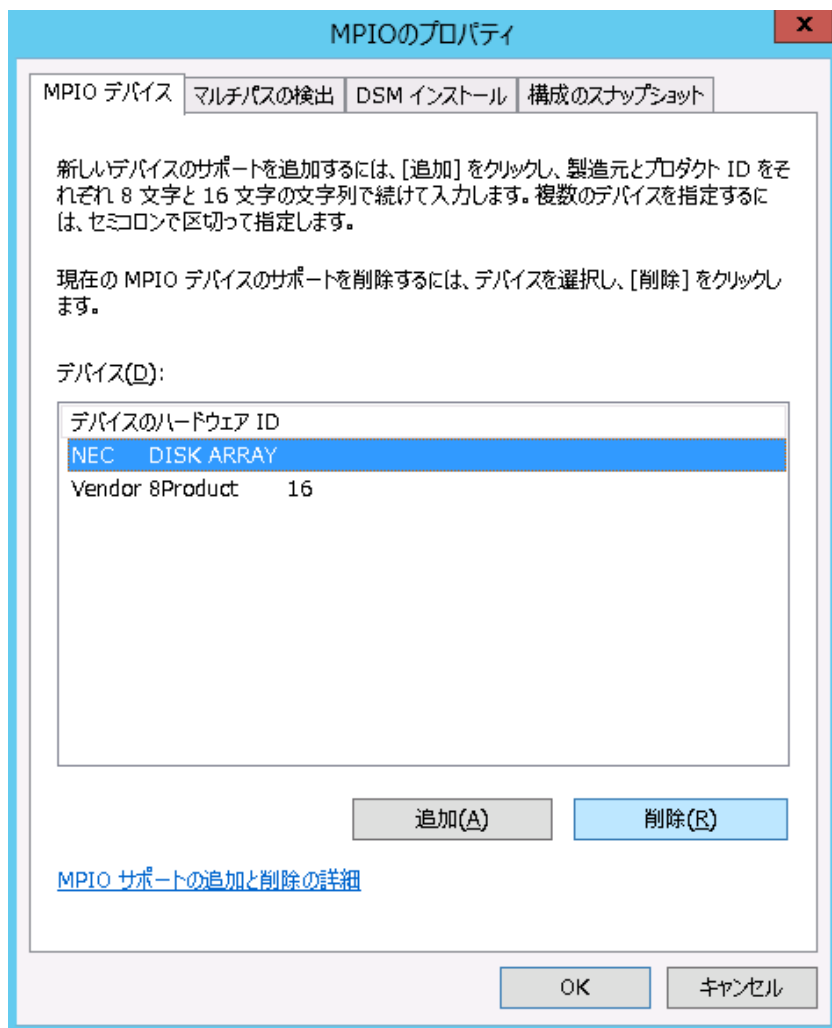 MPIOのプロパティ
x
MPIO デバイス
マルチパスの検出
DSM インストール
構成のスナップショット
新しいデバイスのサポートを追加するには、[追加] をクリックし、製造元とプロダクト ID をそ
れぞれ 8 文字と 16 文字の文字列で続けて入力します。複数のデバイスを指定するに
は、セミコロンで区切って指定します。
現在の MPIO デバイスのサポートを削除するには、デバイスを選択し、[削除] をクリックし
ます。
デバイス(D):
デバイスのハードウェア ID
NEC     DISK ARRAY
Vendor 8Product       16
追加(A)
削除(R)
MPIO サポートの追加と削除の詳細
OK
キャンセル